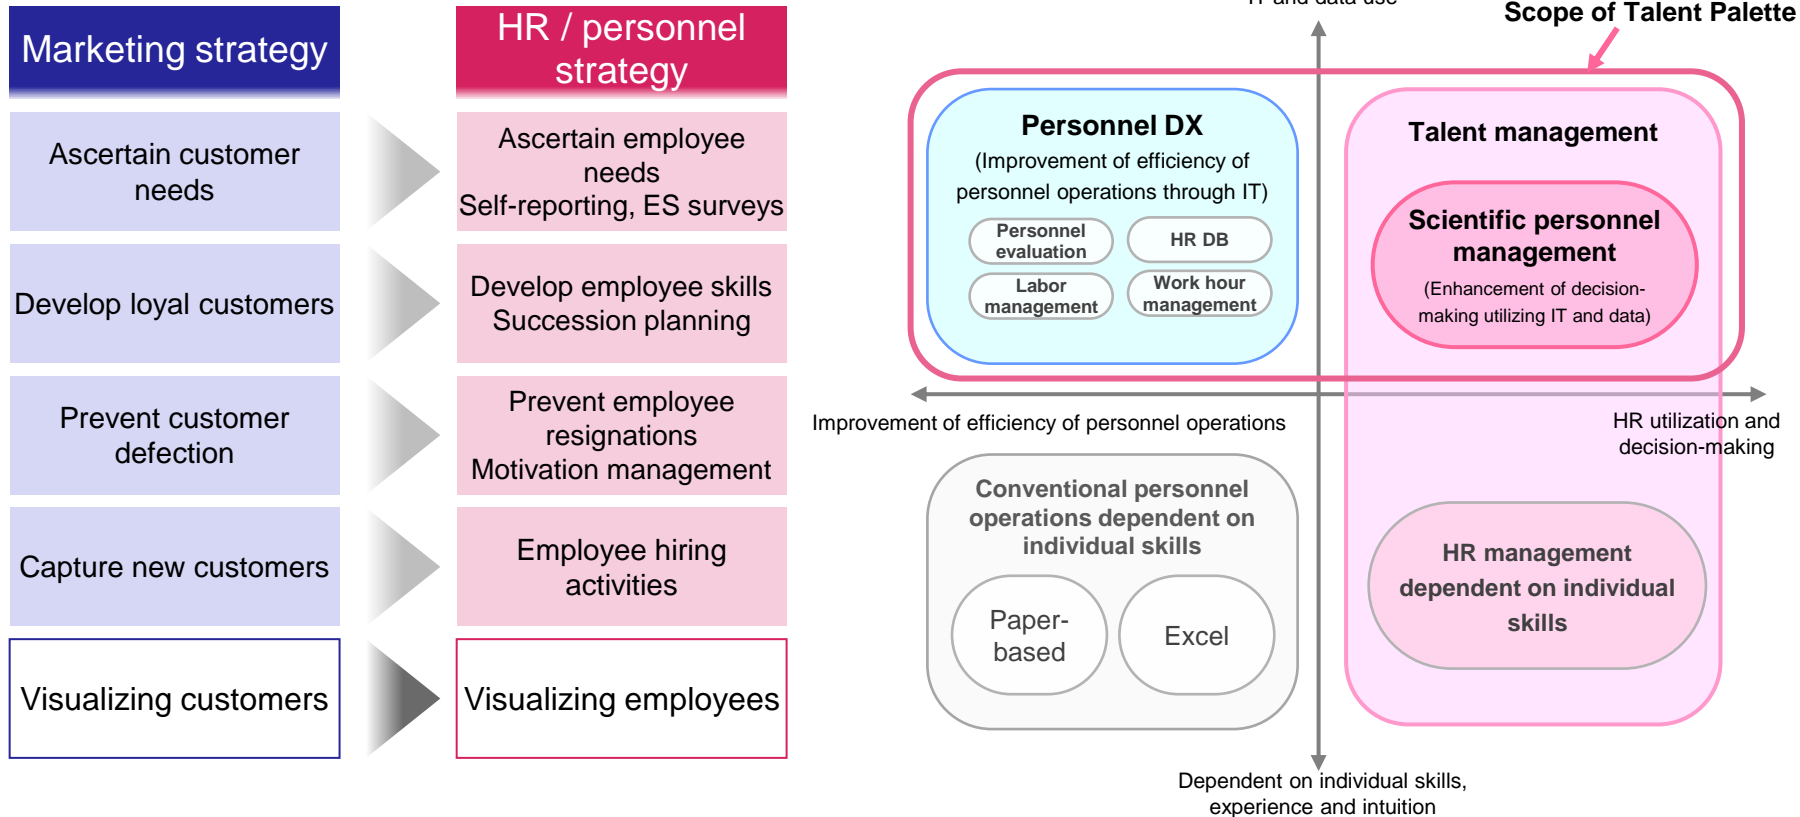 Marketing strategy
HR / personnel
strategy
Ascertain customer
needs
Ascertain employee
needs
Self-reporting, ES surveys
Develop loyal customers
Develop employee skills
Succession planning
Prevent customer
defection
Prevent employee
resignations
Motivation management
Capture new customers
Employee hiring
activities
Visualizing customers
Visualizing employees
IT and data use
Scope of Talent Palette
Personnel DX
(Improvement of efficiency of
personnel operations through IT)
Personnel
evaluation
HR DB
Labor
management
Work hour
management
Talent management
Scientific personnel
management
(Enhancement of decision-
making utilizing IT and data)
Improvement of efficiency of personnel operations
HR utilization and
decision-making
Conventional personnel
operations dependent on
individual skills
Paper-
based
Excel
HR management
dependent on individual
skills
Dependent on individual skills,
experience and intuition